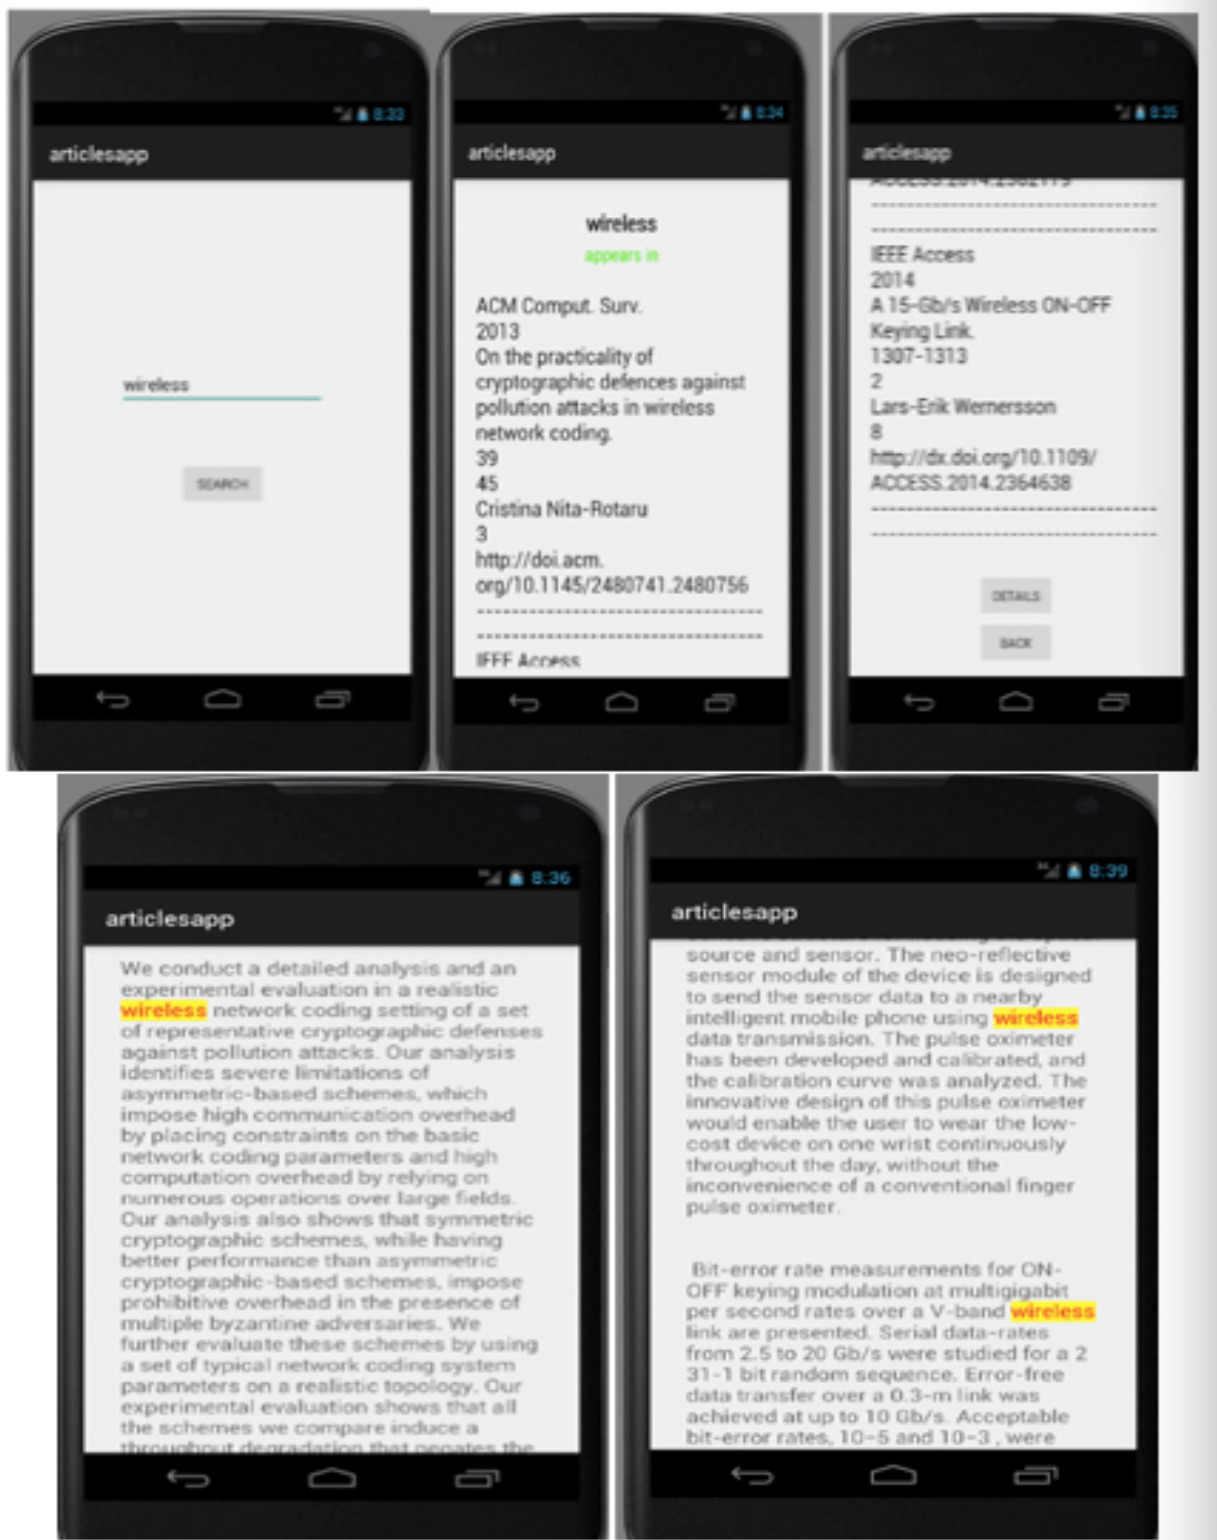 8:33
articlesapp
wireless
SEARCH
8:34
articlesapp
wireless
appears in
ACM Comput. Surv.
2013
On the practicality of
cryptographic defences against
pollution attacks in wireless
network coding.
39
45
Cristina Nita-Rotaru
3
http://doi.acm.
org/10.1145/2480741.2480756
---------------------------------
---------------------------------
IEEE Access
8:35
articlesapp
---------------------------------
---------------------------------
IEEE Access
2014
A 15-Gb/s Wireless ON-OFF
Keying Link.
1307-1313
2
Lars-Erik Wernersson
8
http://dx.doi.org/10.1109/
ACCESS.2014.2364638
---------------------------------
---------------------------------
DETAILS
BACK
8:36
articlesapp
We conduct a detailed analysis and an
experimental evaluation in a realistic
wireless network coding setting of a set
of representative cryptographic defenses
against pollution attacks. Our analysis
identifies severe limitations of
asymmetric-based schemes, which
impose high communication overhead
by placing constraints on the basic
network coding parameters and high
computation overhead by relying on
numerous operations over large fields.
Our analysis also shows that symmetric
cryptographic schemes, while having
better performance than asymmetric
cryptographic-based schemes, impose
prohibitive overhead in the presence of
multiple byzantine adversaries. We
further evaluate these schemes by using
a set of typical network coding system
parameters on a realistic topology. Our
experimental evaluation shows that all
the schemes we compare induce a
throughput degradation that negates the
8:39
articlesapp
source and sensor. The neo-reflective
sensor module of the device is designed
to send the sensor data to a nearby
intelligent mobile phone using wireless
data transmission. The pulse oximeter
has been developed and calibrated, and
the calibration curve was analyzed. The
innovative design of this pulse oximeter
would enable the user to wear the low-
cost device on one wrist continuously
throughout the day, without the
inconvenience of a conventional finger
pulse oximeter.
Bit-error rate measurements for ON-
OFF keying modulation at multigigabit
per second rates over a V-band wireless
link are presented. Serial data-rates
from 2.5 to 20 Gb/s were studied for a 2
31-1 bit random sequence. Error-free
data transfer over a 0.3-m link was
achieved at up to 10 Gb/s. Acceptable
bit-error rates, 10-5 and 10-3 , were